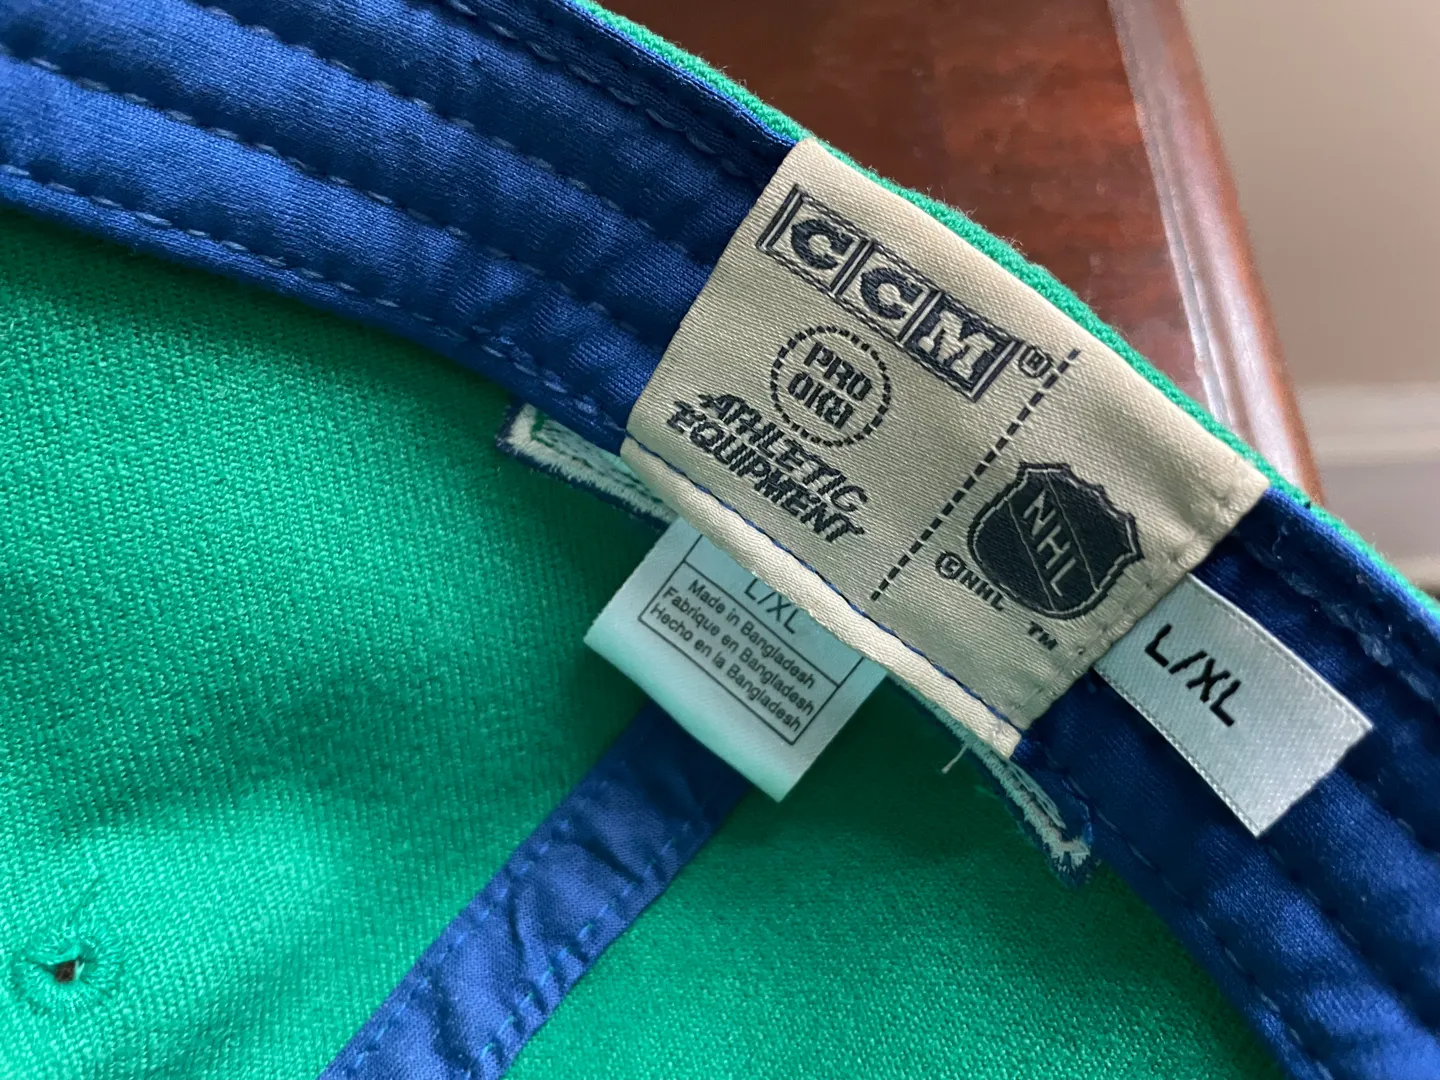 CCM®
PRO
ATHLETIC
EQUIPMENT
NHL
©NHL
™
L/XL
Made in Bangladesh
Fabrique en Bangladesh
Hecho en la Bangladesh
L/XL